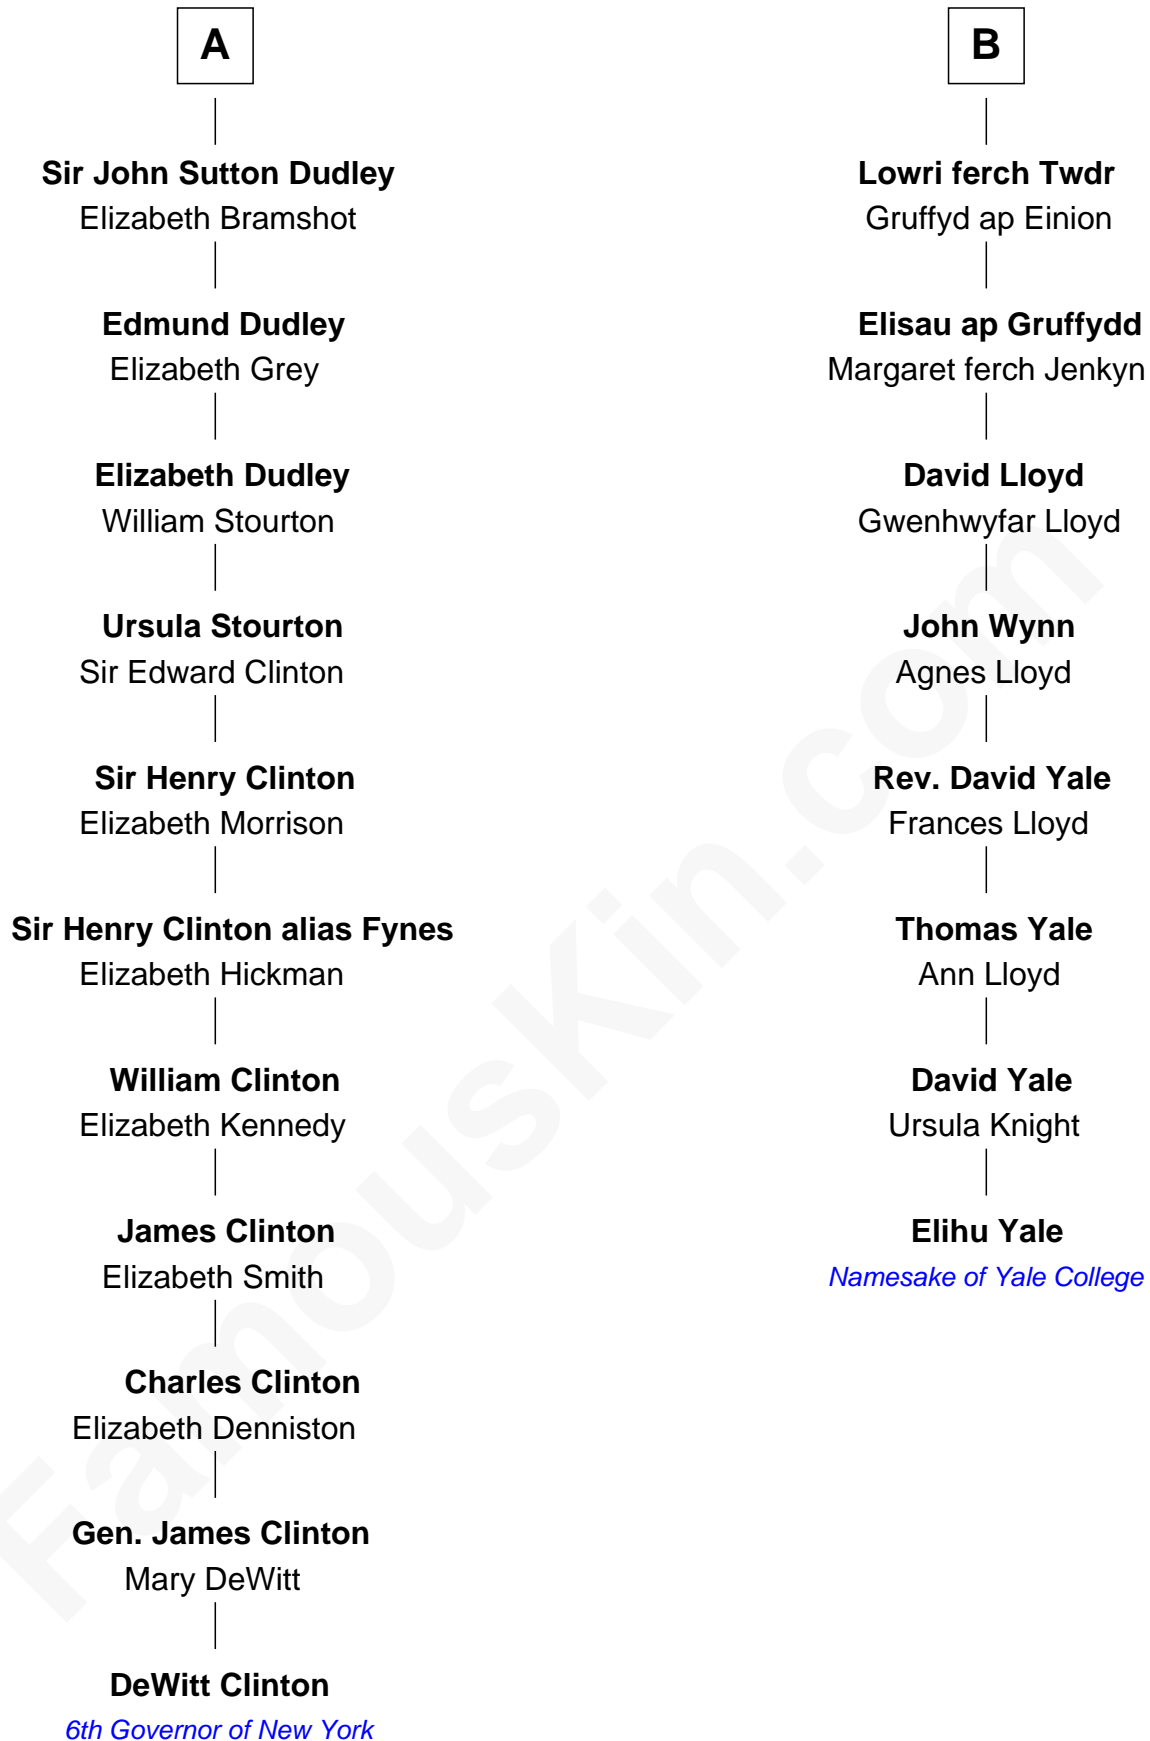 A
Sir John Sutton Dudley
Elizabeth Bramshot
Edmund Dudley
Elizabeth Grey
Elizabeth Dudley
William Stourton
Ursula Stourton
Sir Edward Clinton
Sir Henry Clinton
Elizabeth Morrison
Sir Henry Clinton alias Fynes
Elizabeth Hickman
William Clinton
Elizabeth Kennedy
James Clinton
Elizabeth Smith
Charles Clinton
Elizabeth Denniston
Gen. James Clinton
Mary DeWitt
DeWitt Clinton
6th Governor of New York
B
Lowri ferch Twdr
Gruffyd ap Einion
Elisau ap Gruffydd
Margaret ferch Jenkyn
David Lloyd
Gwenhwyfar Lloyd
John Wynn
Agnes Lloyd
Rev. David Yale
Frances Lloyd
Thomas Yale
Ann Lloyd
David Yale
Ursula Knight
Elihu Yale
Namesake of Yale College
FamousKin.com